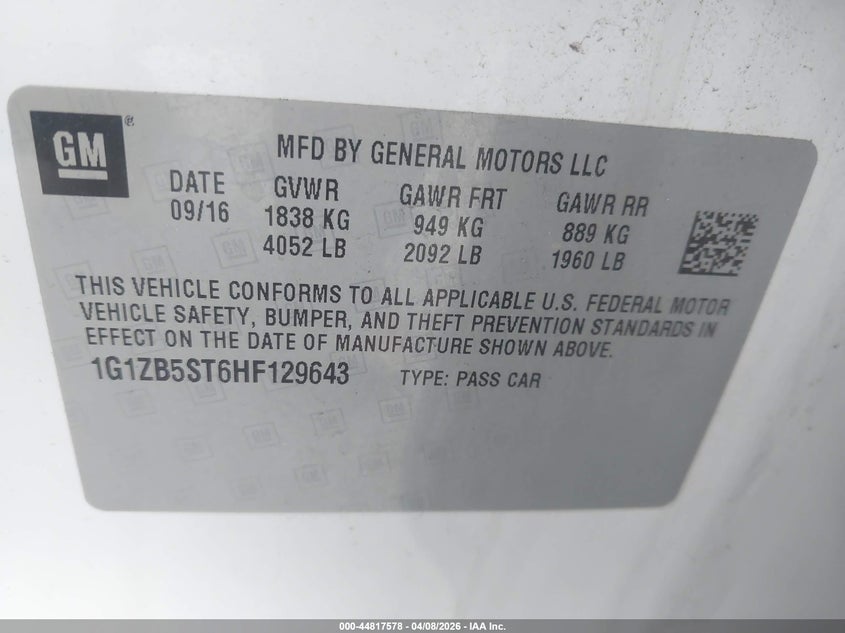 GM®
MFD BY GENERAL MOTORS LLC
DATE GVWR GAWR FRT GAWR RR
09/16 1838 KG 949 KG 889 KG
4052 LB 2092 LB 1960 LB
THIS VEHICLE CONFORMS TO ALL APPLICABLE U.S. FEDERAL MOTOR
VEHICLE SAFETY, BUMPER, AND THEFT PREVENTION STANDARDS IN
EFFECT ON THE DATE OF MANUFACTURE SHOWN ABOVE.
1G1ZB5ST6HF129643 TYPE: PASS CAR
000-44817578 - 04/08/2026 - IAA Inc.